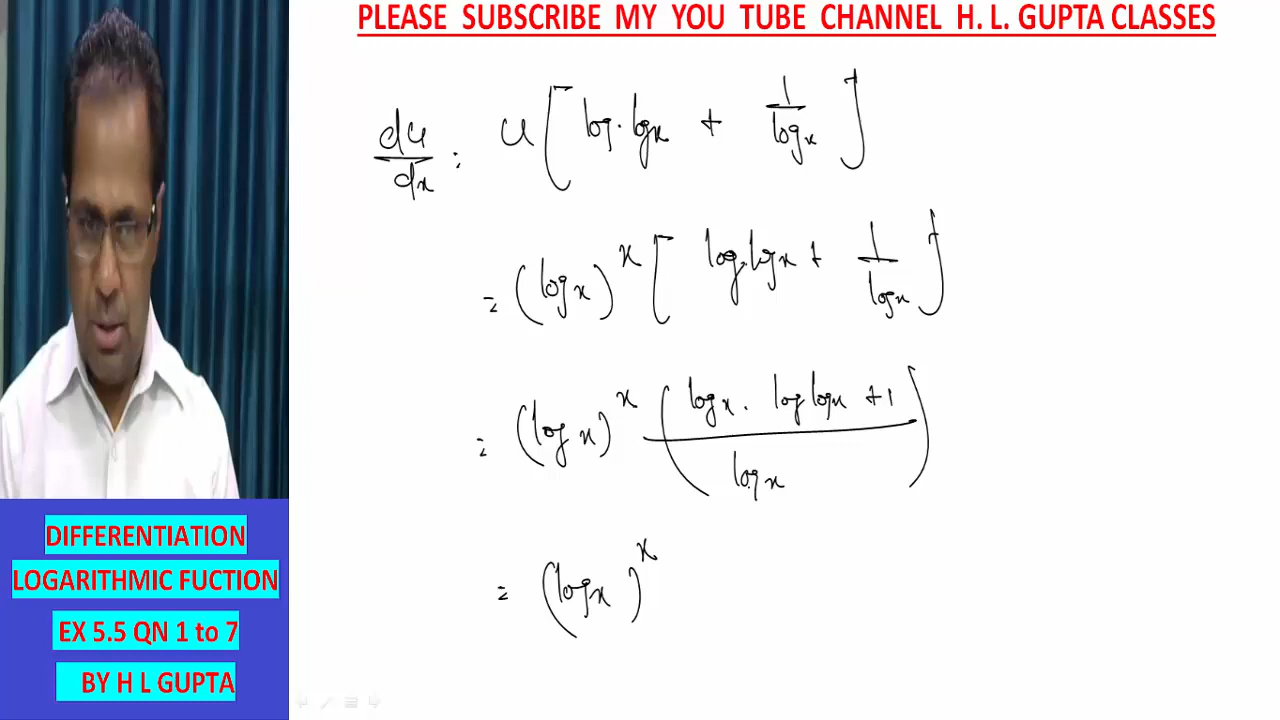 PLEASE SUBSCRIBE MY YOU TUBE CHANNEL H. L. GUPTA CLASSES
du/dx = u [ log·logx + 1/logx ]
= (logx)^x [ log·logx + 1/logx ]
= (logx)^x ( (logx · log logx + 1)/logx )
= (logx)^x
DIFFERENTIATION
LOGARITHMIC FUCTION
EX 5.5 QN 1 to 7
BY H L GUPTA